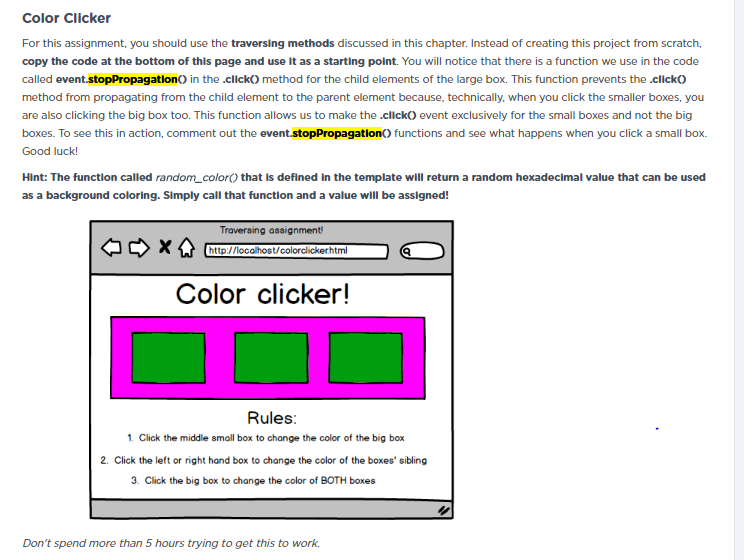 Color Clicker
For this assignment, you should use the traversing methods discussed in this chapter. Instead of creating this project from scratch,
copy the code at the bottom of this page and use it as a starting point. You will notice that there is a function we use in the code
called event.stopPropagation() in the .click() method for the child elements of the large box. This function prevents the .click()
method from propagating from the child element to the parent element because, technically, when you click the smaller boxes, you
are also clicking the big box too. This function allows us to make the .click() event exclusively for the small boxes and not the big
boxes. To see this in action, comment out the event.stopPropagation() functions and see what happens when you click a small box.
Good luck!
Hint: The function called random_color() that is defined in the template will return a random hexadecimal value that can be used
as a background coloring. Simply call that function and a value will be assigned!
Traversing assignment!
http://localhost/colorclicker.html
Color clicker!
Rules:
1. Click the middle small box to change the color of the big box
2. Click the left or right hand box to change the color of the boxes' sibling
3. Click the big box to change the color of BOTH boxes
Don't spend more than 5 hours trying to get this to work.